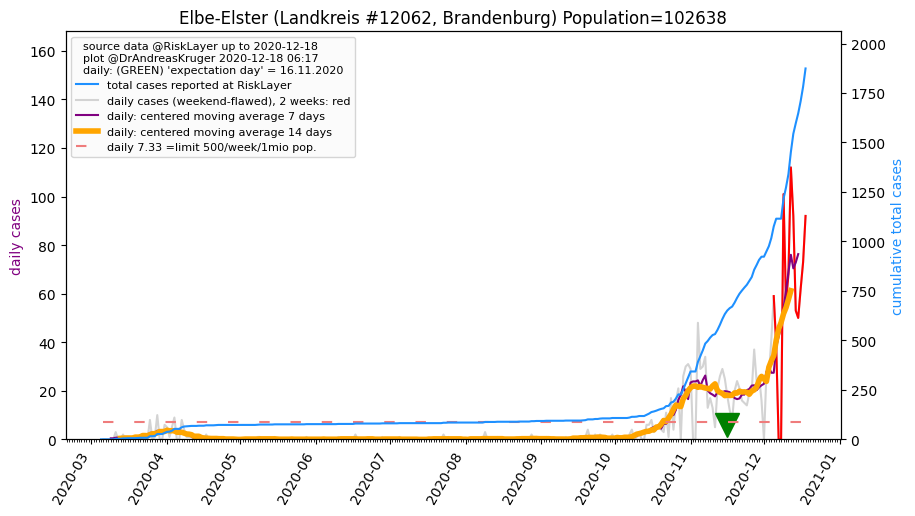 Elbe-Elster (Landkreis #12062, Brandenburg) Population=102638
source data @RiskLayer up to 2020-12-18
plot @DrAndreasKruger 2020-12-18 06:17
daily: (GREEN) 'expectation day' = 16.11.2020
total cases reported at RiskLayer
daily cases (weekend-flawed), 2 weeks: red
daily: centered moving average 7 days
daily: centered moving average 14 days
daily 7.33 =limit 500/week/1mio pop.
daily cases
160
140
120
100
80
60
40
20
0
cumulative total cases
2000
1750
1500
1250
1000
750
500
250
0
2020-03
2020-04
2020-05
2020-06
2020-07
2020-08
2020-09
2020-10
2020-11
2020-12
2021-01